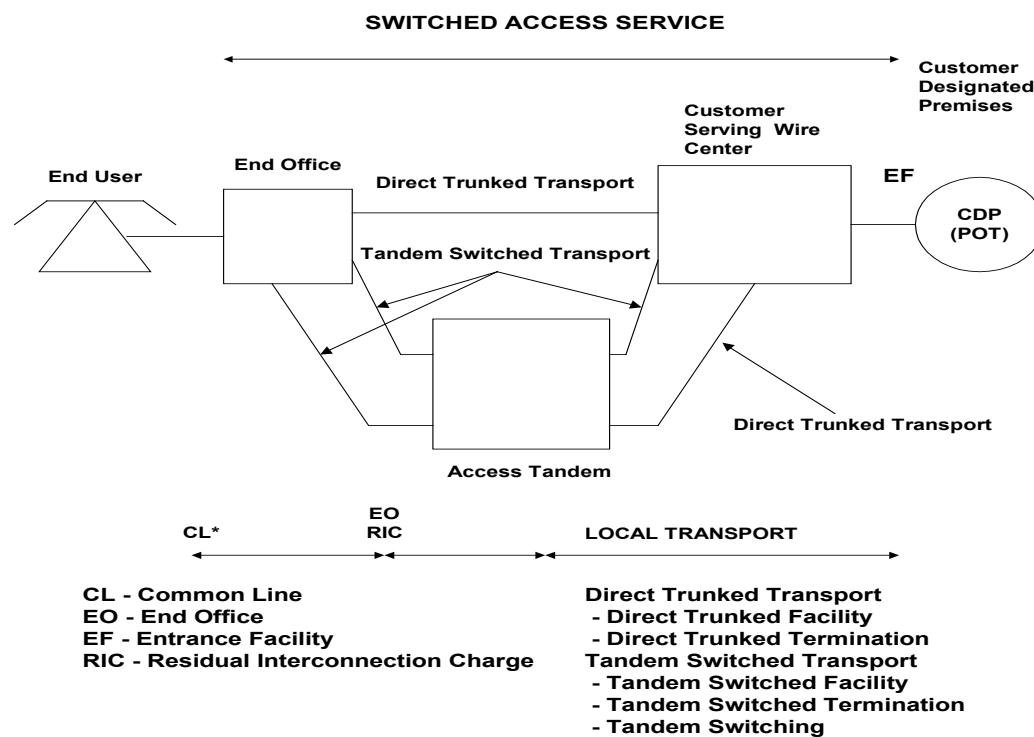 SWITCHED ACCESS SERVICE
Customer
Designated
Premises
Customer
Serving Wire
Center
End Office
End User
Direct Trunked Transport
EF
CDP
(POT)
Tandem Switched Transport
Direct Trunked Transport
Access Tandem
EO
RIC
CL*
LOCAL TRANSPORT
CL - Common Line
EO - End Office
EF - Entrance Facility
RIC - Residual Interconnection Charge
Direct Trunked Transport
- Direct Trunked Facility
- Direct Trunked Termination
Tandem Switched Transport
- Tandem Switched Facility
- Tandem Switched Termination
- Tandem Switching